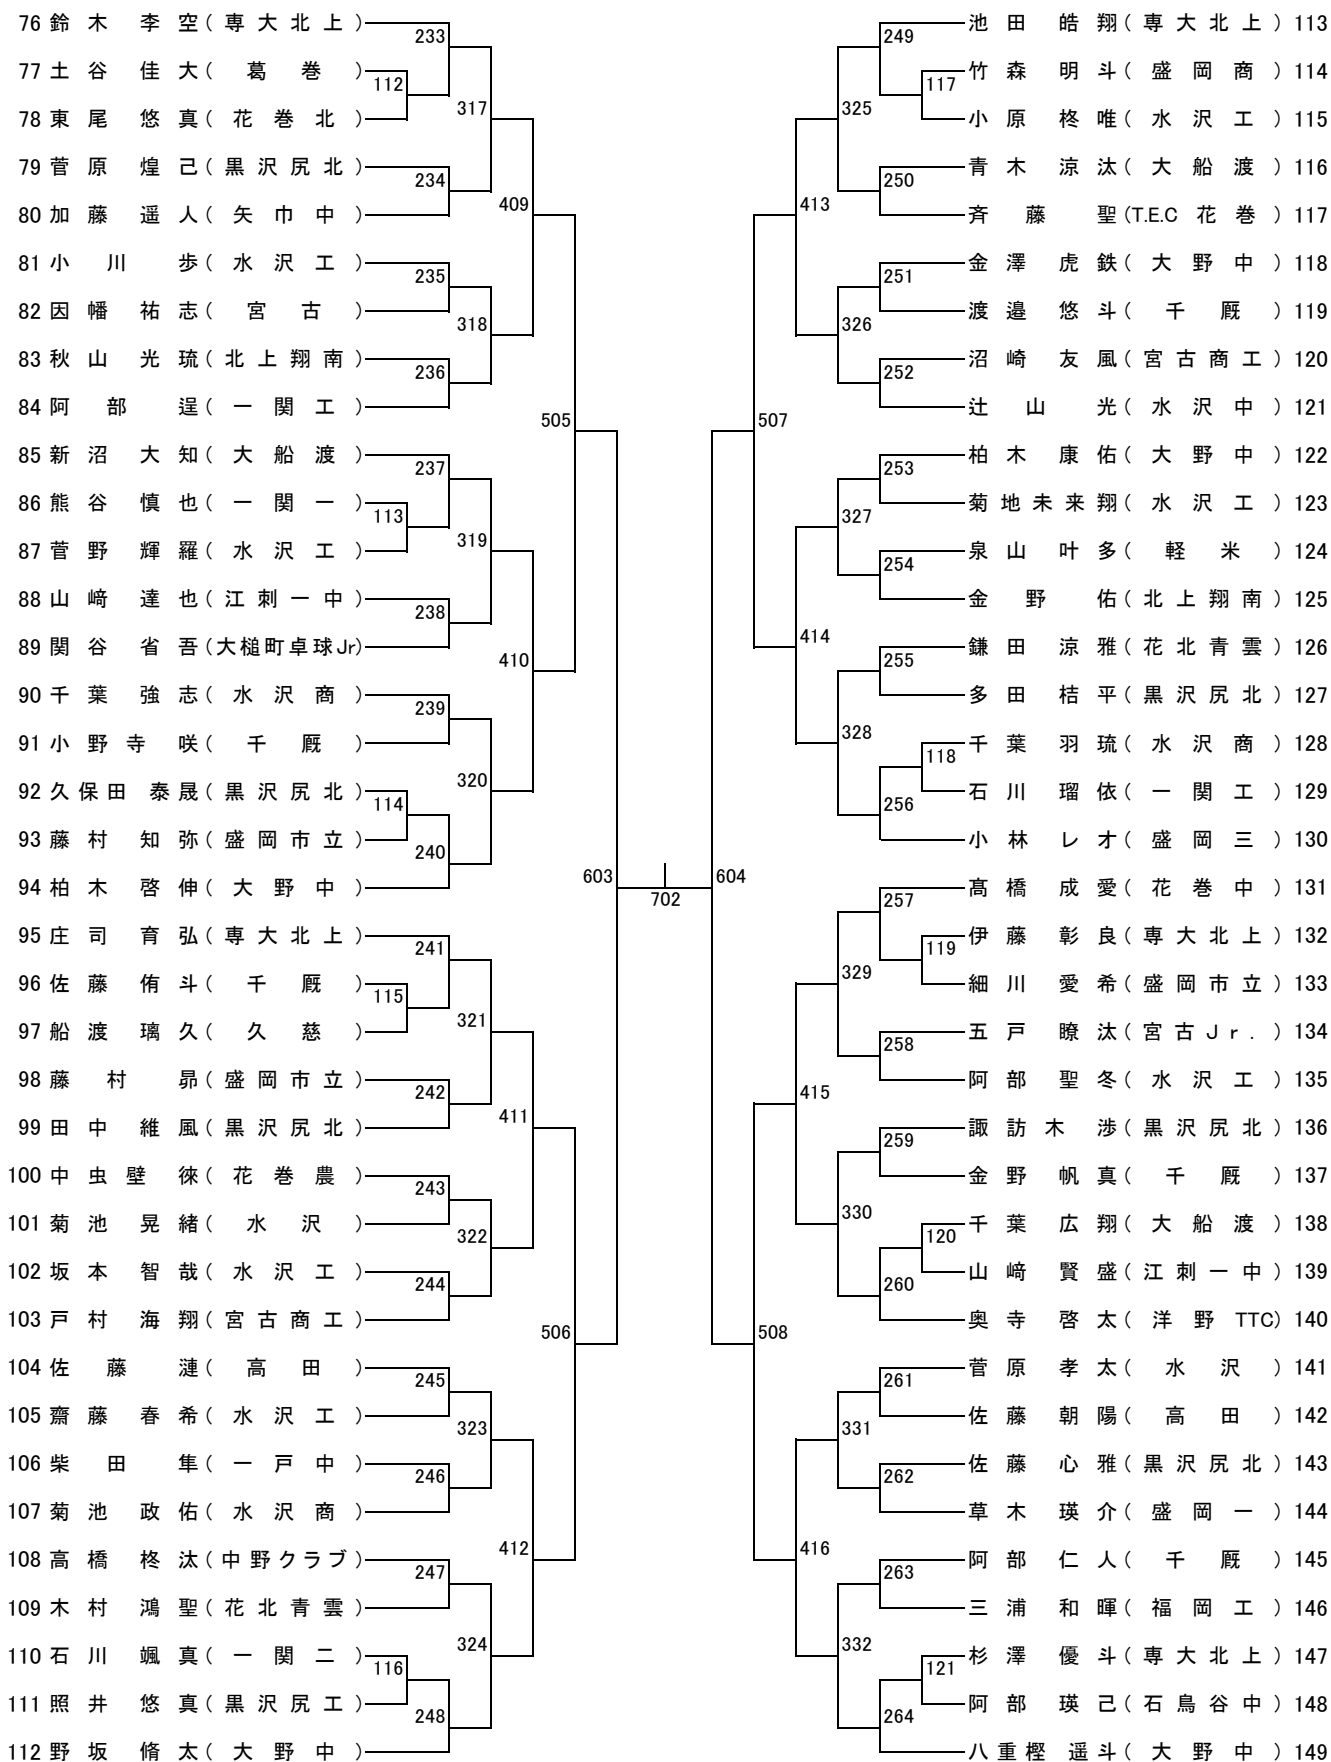 76 鈴木 李空 (専大北上)
233
77 土谷 佳大 (葛巻)
112
78 東尾 悠真 (花巻北)
317
79 菅原 煌己 (黒沢尻北)
234
80 加藤 遥人 (矢巾中)
409
81 小川 歩 (水沢工)
235
82 因幡 祐志 (宮古)
318
83 秋山 光琉 (北上翔南)
236
84 阿部 逞 (一関工)
505
85 新沼 大知 (大船渡)
237
86 熊谷 慎也 (一関一)
113
87 菅野 輝羅 (水沢工)
319
88 山﨑 達也 (江刺一中)
238
89 関谷 省吾 (大槌町卓球Jr)
410
90 千葉 強志 (水沢商)
239
91 小野寺 咲 (千厩)
320
92 久保田 泰晟 (黒沢尻北)
114
93 藤村 知弥 (盛岡市立)
240
94 柏木 啓伸 (大野中)
603
95 庄司 育弘 (専大北上)
241
96 佐藤 侑斗 (千厩)
115
97 船渡 璃久 (久慈)
321
98 藤村 昴 (盛岡市立)
242
99 田中 維風 (黒沢尻北)
411
100 中虫壁 徠 (花巻農)
243
101 菊池 晃緒 (水沢)
322
102 坂本 智哉 (水沢工)
244
103 戸村 海翔 (宮古商工)
506
104 佐藤 漣 (高田)
245
105 齋藤 春希 (水沢工)
323
106 柴田 隼 (一戸中)
246
107 菊池 政佑 (水沢商)
412
108 高橋 柊汰 (中野クラブ)
247
109 木村 鴻聖 (花北青雲)
324
110 石川 颯真 (一関二)
116
111 照井 悠真 (黒沢尻工)
248
112 野坂 脩太 (大野中)
702
池田 皓翔 (専大北上) 113
249
竹森 明斗 (盛岡商) 114
117
小原 柊唯 (水沢工) 115
325
青木 涼汰 (大船渡) 116
250
斉藤 聖 (T.E.C 花巻) 117
413
金澤 虎鉄 (大野中) 118
251
渡邉 悠斗 (千厩) 119
326
沼崎 友風 (宮古商工) 120
252
辻山 光 (水沢中) 121
507
柏木 康佑 (大野中) 122
253
菊地 未来翔 (水沢工) 123
327
泉山 叶多 (軽米) 124
254
金野 佑 (北上翔南) 125
414
鎌田 涼雅 (花北青雲) 126
255
多田 桔平 (黒沢尻北) 127
328
千葉 羽琉 (水沢商) 128
118
石川 瑠依 (一関工) 129
256
小林 レオ (盛岡三) 130
604
髙橋 成愛 (花巻中) 131
257
伊藤 彰良 (専大北上) 132
119
細川 愛希 (盛岡市立) 133
329
五戸 瞭汰 (宮古Jr.) 134
258
阿部 聖冬 (水沢工) 135
415
諏訪木 渉 (黒沢尻北) 136
259
金野 帆真 (千厩) 137
330
千葉 広翔 (大船渡) 138
120
山﨑 賢盛 (江刺一中) 139
260
奥寺 啓太 (洋野 TTC) 140
508
菅原 孝太 (水沢) 141
261
佐藤 朝陽 (高田) 142
331
佐藤 心雅 (黒沢尻北) 143
262
草木 瑛介 (盛岡一) 144
416
阿部 仁人 (千厩) 145
263
三浦 和暉 (福岡工) 146
332
杉澤 優斗 (専大北上) 147
121
阿部 瑛己 (石鳥谷中) 148
264
八重樫 遥斗 (大野中) 149